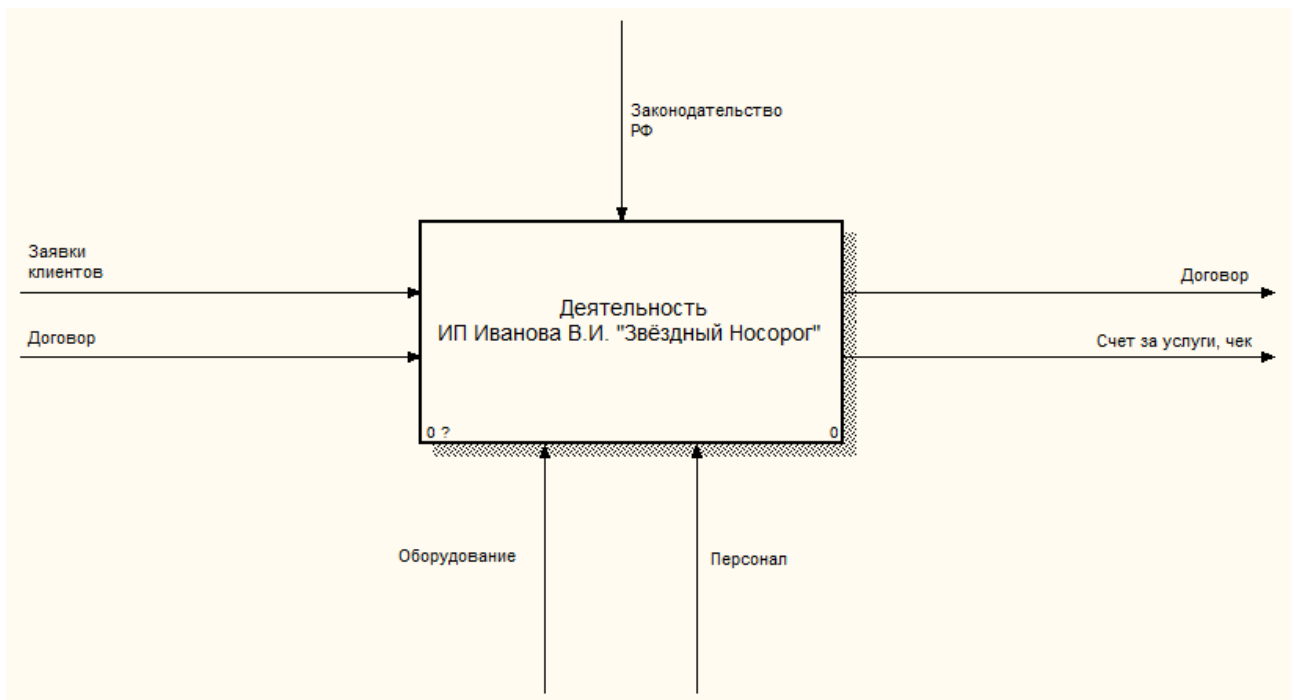 Законодательство
РФ
Заявки
клиентов
Договор
Деятельность
ИП Иванова В.И. "Звёздный Носорог"
0 ?
0
Договор
Счет за услуги, чек
Оборудование
Персонал